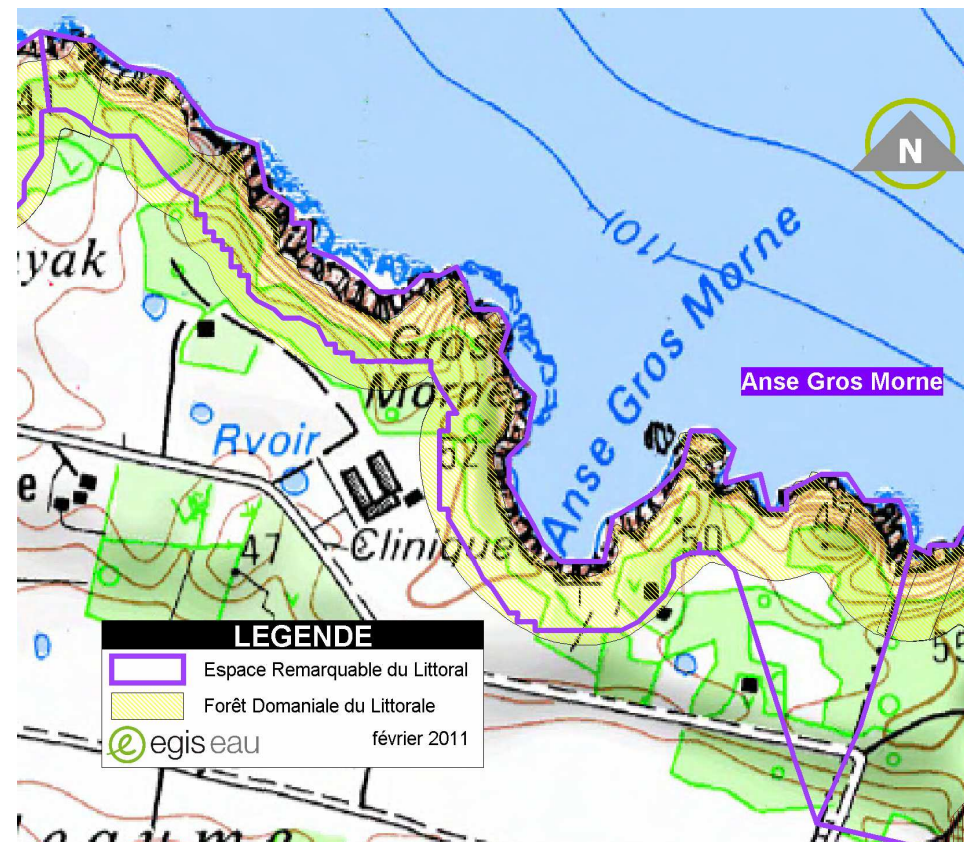 N
yak
(10)
Anse Gros Morne
Anse Gros Morne
Gros
Morne
Rvoir
52
50
47
e
47
Clinique
LEGENDE
Espace Remarquable du Littoral
Forêt Domaniale du Littorale
egis eau
février 2011
55